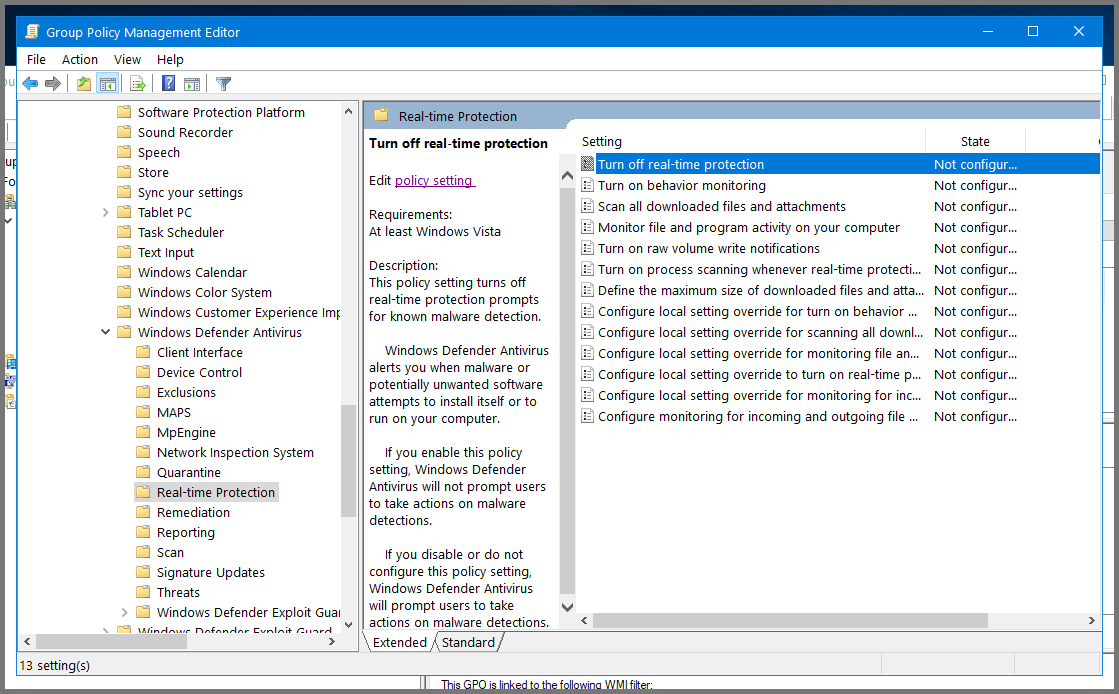 Group Policy Management Editor
File Action View Help
Software Protection Platform
Sound Recorder
Speech
Store
Sync your settings
Tablet PC
Task Scheduler
Text Input
Windows Calendar
Windows Color System
Windows Customer Experience Imp
Windows Defender Antivirus
Client Interface
Device Control
Exclusions
MAPS
MpEngine
Network Inspection System
Quarantine
Real-time Protection
Remediation
Reporting
Scan
Signature Updates
Threats
Windows Defender Exploit Guar
Windows Defender Exploit Guard
Real-time Protection
Turn off real-time protection
Edit policy setting
Requirements:
At least Windows Vista
Description:
This policy setting turns off
real-time protection prompts
for known malware detection.
Windows Defender Antivirus
alerts you when malware or
potentially unwanted software
attempts to install itself or to
run on your computer.
If you enable this policy
setting, Windows Defender
Antivirus will not prompt users
to take actions on malware
detections.
If you disable or do not
configure this policy setting,
Windows Defender Antivirus
will prompt users to take
actions on malware detections.
Setting State
Turn off real-time protection Not configur...
Turn on behavior monitoring Not configur...
Scan all downloaded files and attachments Not configur...
Monitor file and program activity on your computer Not configur...
Turn on raw volume write notifications Not configur...
Turn on process scanning whenever real-time protecti... Not configur...
Define the maximum size of downloaded files and atta... Not configur...
Configure local setting override for turn on behavior ... Not configur...
Configure local setting override for scanning all downl... Not configur...
Configure local setting override for monitoring file an... Not configur...
Configure local setting override to turn on real-time p... Not configur...
Configure local setting override for monitoring for inc... Not configur...
Configure monitoring for incoming and outgoing file ... Not configur...
Extended Standard
13 setting(s)
This GPO is linked to the following WMI filter: